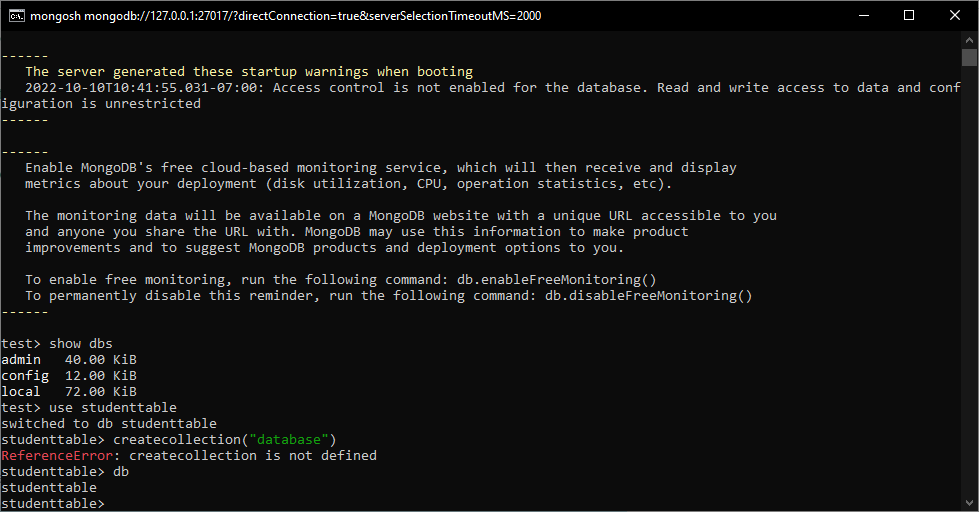 mongosh mongodb://127.0.0.1:27017/?directConnection=true&serverSelectionTimeoutMS=2000
------
The server generated these startup warnings when booting
2022-10-10T10:41:55.031-07:00: Access control is not enabled for the database. Read and write access to data and conf
iguration is unrestricted
------
------
Enable MongoDB's free cloud-based monitoring service, which will then receive and display
metrics about your deployment (disk utilization, CPU, operation statistics, etc).
The monitoring data will be available on a MongoDB website with a unique URL accessible to you
and anyone you share the URL with. MongoDB may use this information to make product
improvements and to suggest MongoDB products and deployment options to you.
To enable free monitoring, run the following command: db.enableFreeMonitoring()
To permanently disable this reminder, run the following command: db.disableFreeMonitoring()
------
test> show dbs
admin   40.00 KiB
config  12.00 KiB
local   72.00 KiB
test> use studenttable
switched to db studenttable
studenttable> createcollection("database")
ReferenceError: createcollection is not defined
studenttable> db
studenttable
studenttable>